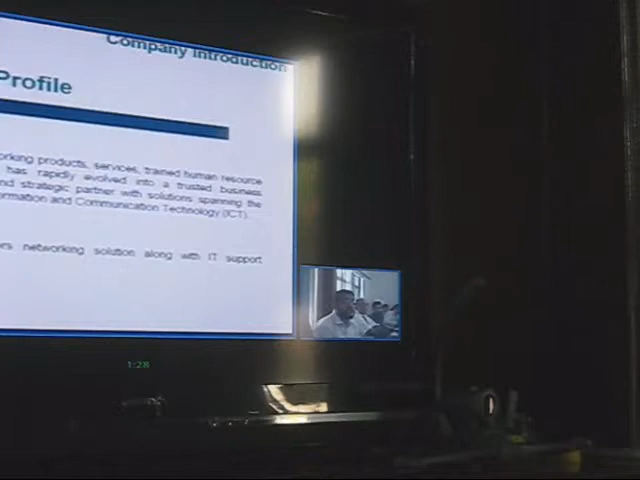 Company Introduction
Profile
orking products, services, trained human resource
has rapidly evolved into a trusted business
nd strategic partner with solutions spanning the
ormation and Communication Technology (ICT).
ors networking solution along with IT support
1:28